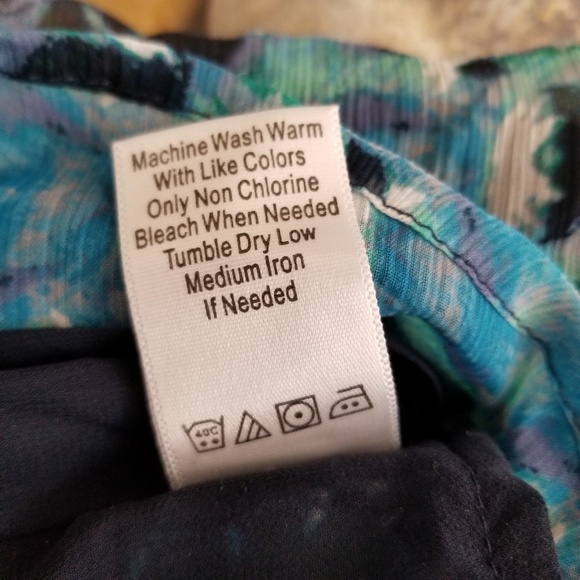 Machine Wash Warm
With Like Colors
Only Non Chlorine
Bleach When Needed
Tumble Dry Low
Medium Iron
If Needed
40C